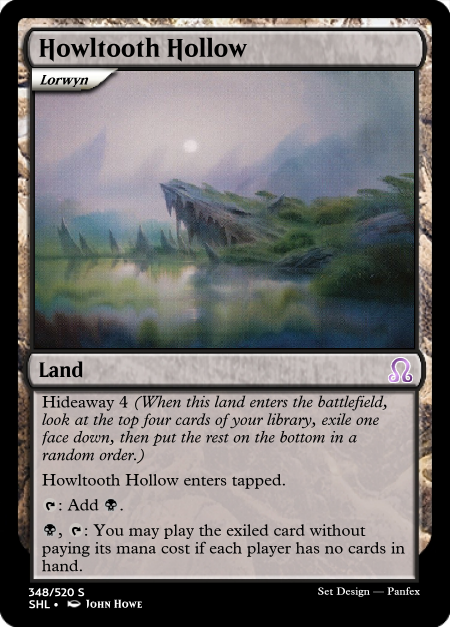 Howltooth Hollow
Lorwyn
Land
Hideaway 4 (When this land enters the battlefield,
look at the top four cards of your library, exile one
face down, then put the rest on the bottom in a
random order.)
Howltooth Hollow enters tapped.
: Add .
, : You may play the exiled card without
paying its mana cost if each player has no cards in
hand.
348/520 S
Set Design — Panfex
SHL • John Howe